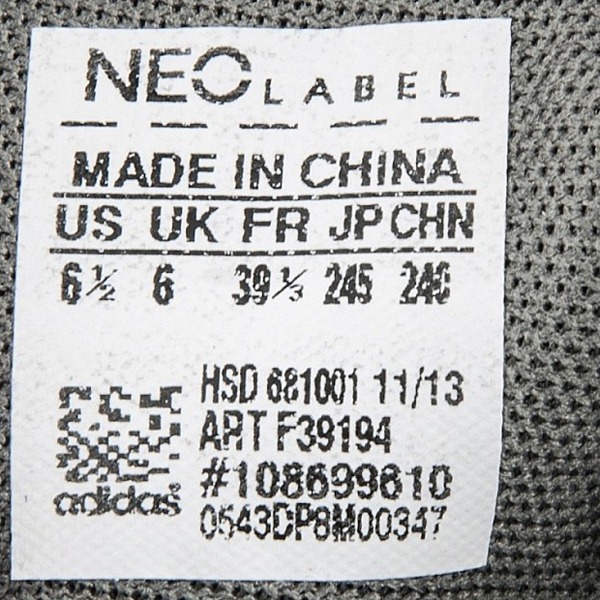 NEO LABEL
MADE IN CHINA
US UK FR JP CHN
6½ 6 39⅓ 245 240
HSD 681001 11/13
ART F39194
#108699610
adidas®
0543DP8M00347